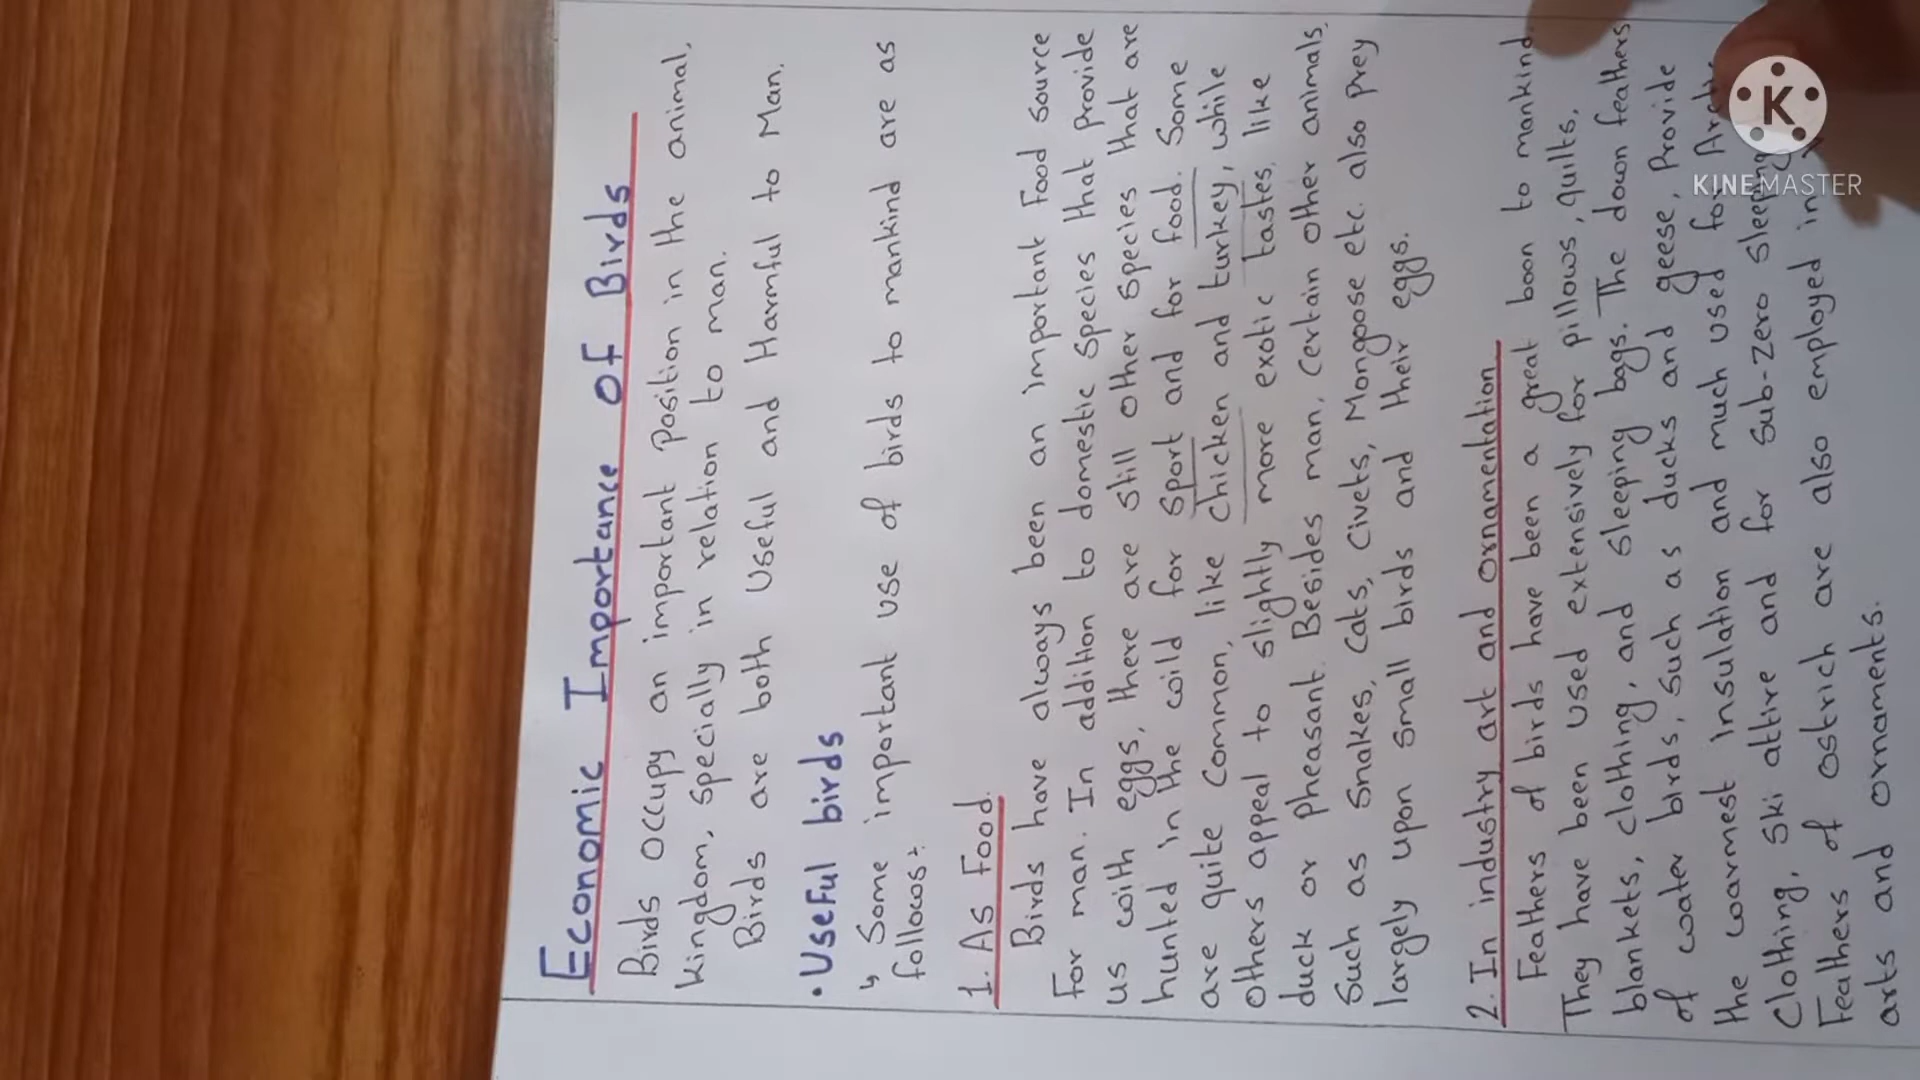 Economic Importance of Birds
Birds occupy an important Position in the animal,
kingdom, specially in relation to man.
Birds are both useful and Harmful to Man.
• Useful birds
↳ Some important use of birds to mankind are as
follows:
1. As Food
Birds have always been an important Food source
For man. In addition to domestic species that Provide
us with eggs, there are still other species that are
hunted in the wild for sport and for food. Some
are quite common, like chicken and turkey, while
others appeal to slightly more exotic tastes, like
duck or pheasant. Besides man, certain other animals,
Such as Snakes, Cats, Civets, Mongoose etc. also Prey
largely upon small birds and their eggs.
2. In industry art and ornamentation
Feathers of birds have been a great boon to mankind.
They have been used extensively for pillows, quilts,
blankets, clothing, and sleeping bags. The down feathers
of water birds, such as ducks and geese, Provide
the warmest insulation and much used for
Clothing, ski attire and for sub-zero sleeping
Feathers of ostrich are also employed in
arts and ornaments.
KINEMASTER